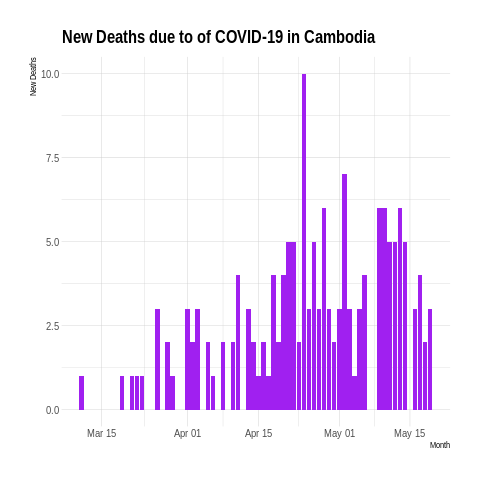 New Deaths due to of COVID-19 in Cambodia
New Deaths
10.0
7.5
5.0
2.5
0.0
Mar 15 Apr 01 Apr 15 May 01 May 15
Month